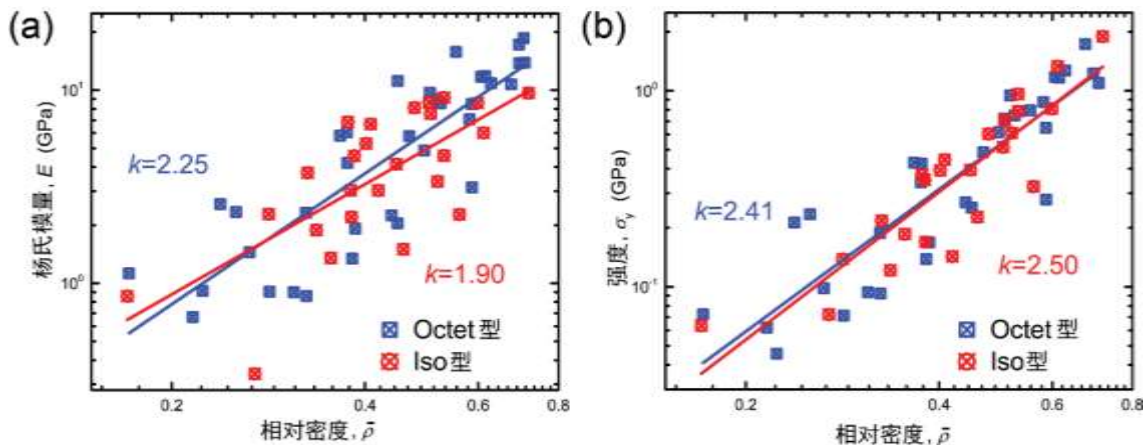 (a)
10¹
10⁰
杨氏模量, E (GPa)
k=2.25
k=1.90
Octet 型
Iso型
0.2
0.4
0.6
0.8
相对密度, ρ̄
(b)
10⁰
10⁻¹
强度, σy (GPa)
k=2.41
k=2.50
Octet 型
Iso型
0.2
0.4
0.6
0.8
相对密度, ρ̄